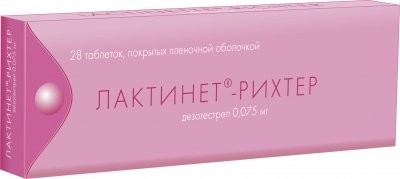 28 таблеток, покрытых пленочной оболочкой
ЛАКТИНЕТ®-РИХТЕР
дезогестрел 0,075 мг